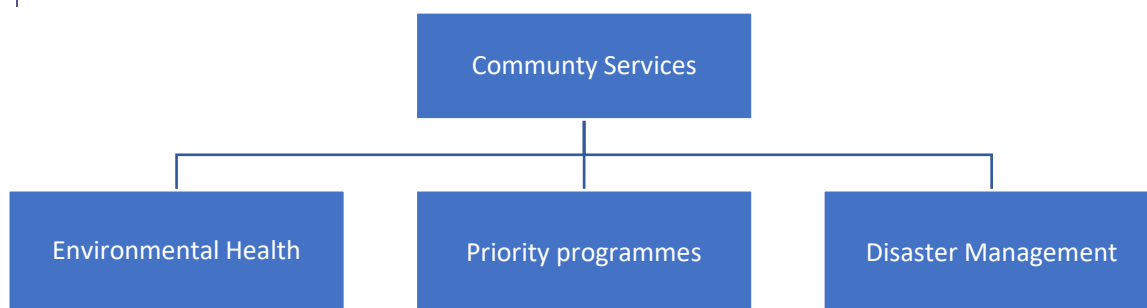 Communty Services
Environmental Health
Priority programmes
Disaster Management